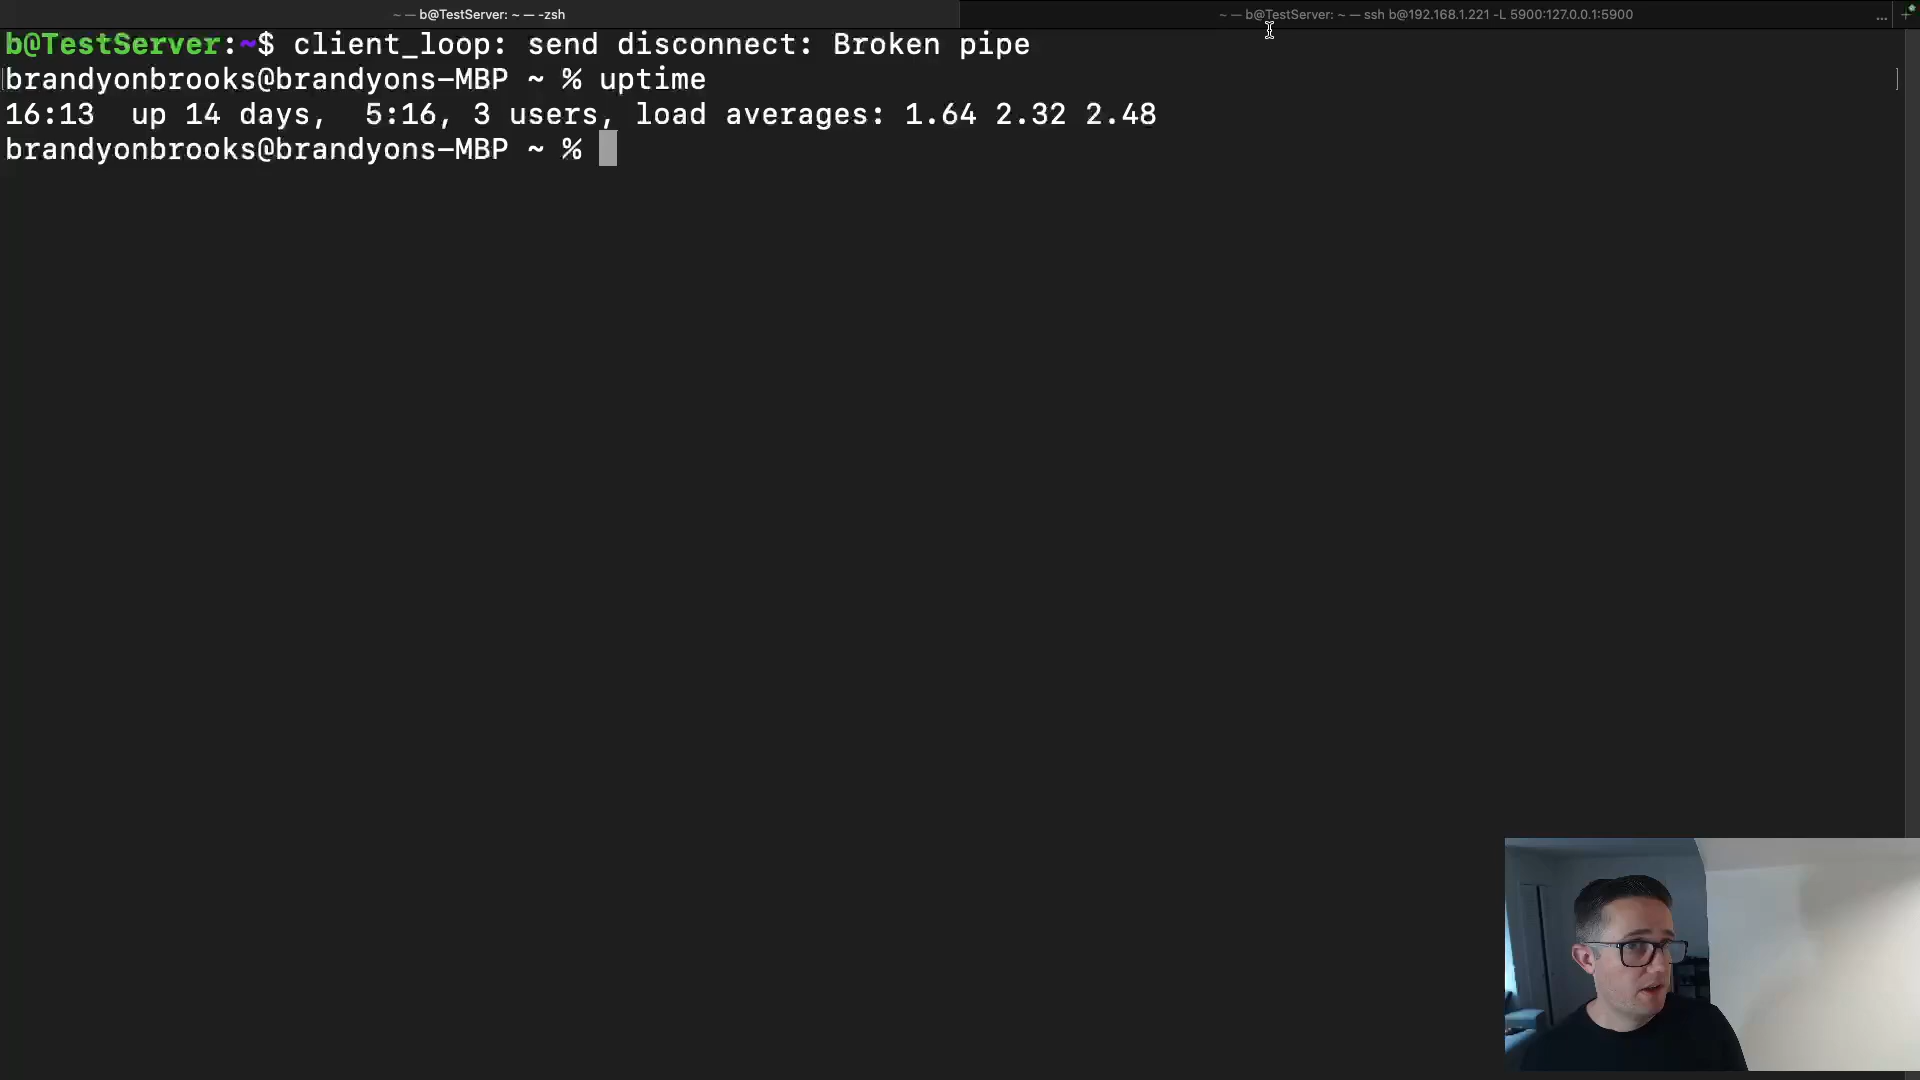 ~ — b@TestServer: ~ — -zsh
~ — b@TestServer: ~ — ssh b@192.168.1.221 -L 5900:127.0.0.1:5900
... +
b@TestServer:~$ client_loop: send disconnect: Broken pipe
[brandyonbrooks@brandyons-MBP ~ % uptime ]
16:13  up 14 days,  5:16, 3 users, load averages: 1.64 2.32 2.48
brandyonbrooks@brandyons-MBP ~ %